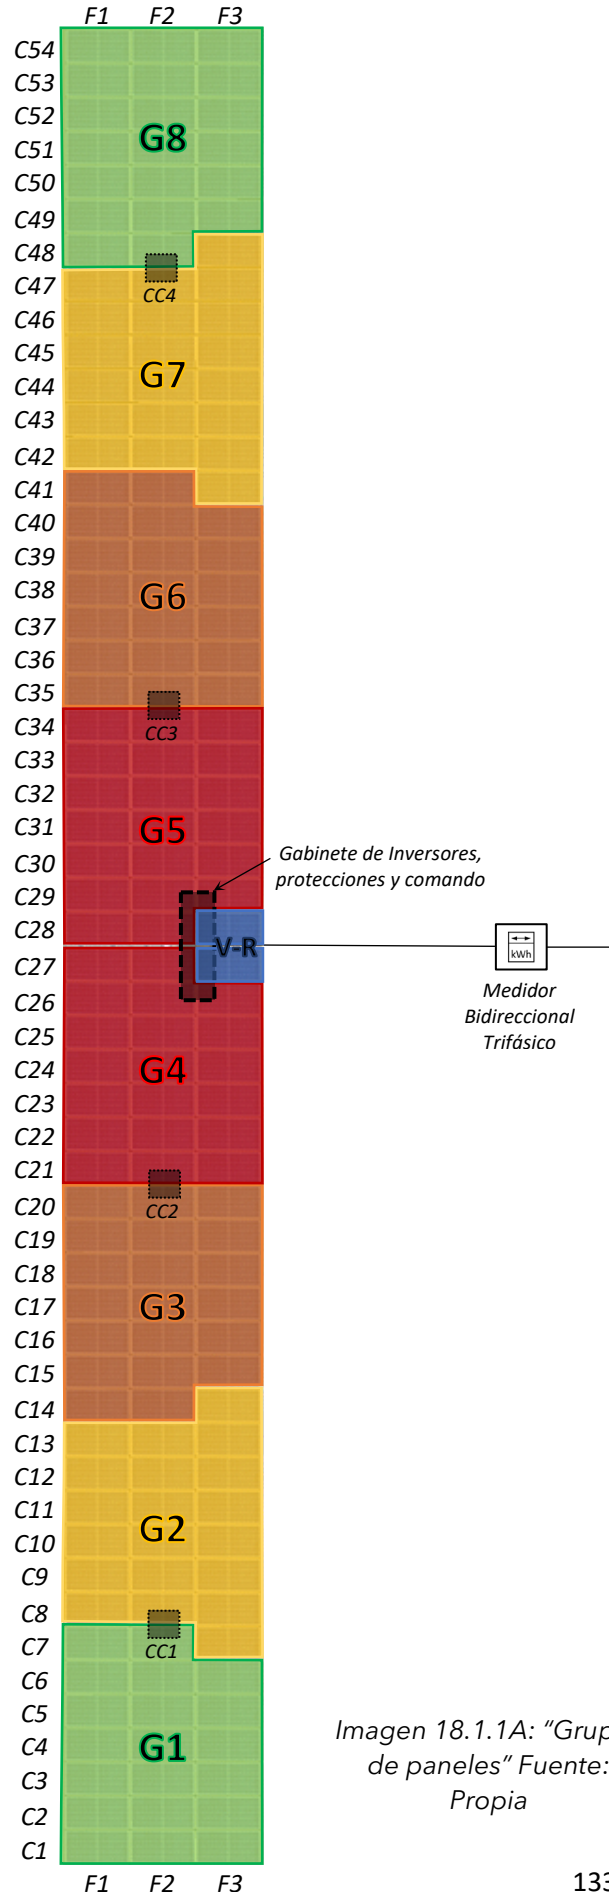 F1 F2 F3
C54
C53
C52
C51
G8
C50
C49
C48
C47
CC4
C46
C45
G7
C44
C43
C42
C41
C40
C39
C38
G6
C37
C36
C35
C34
CC3
C33
C32
C31
G5
C30
Gabinete de Inversores,
protecciones y comando
C29
C28
V-R
kWh
C27
Medidor
Bidireccional
Trifásico
C26
C25
C24
G4
C23
C22
C21
C20
CC2
C19
C18
C17
G3
C16
C15
C14
C13
C12
C11
G2
C10
C9
C8
C7
CC1
C6
C5
C4
G1
C3
C2
C1
Imagen 18.1.1A: “Grup
de paneles” Fuente:
Propia
F1 F2 F3
133